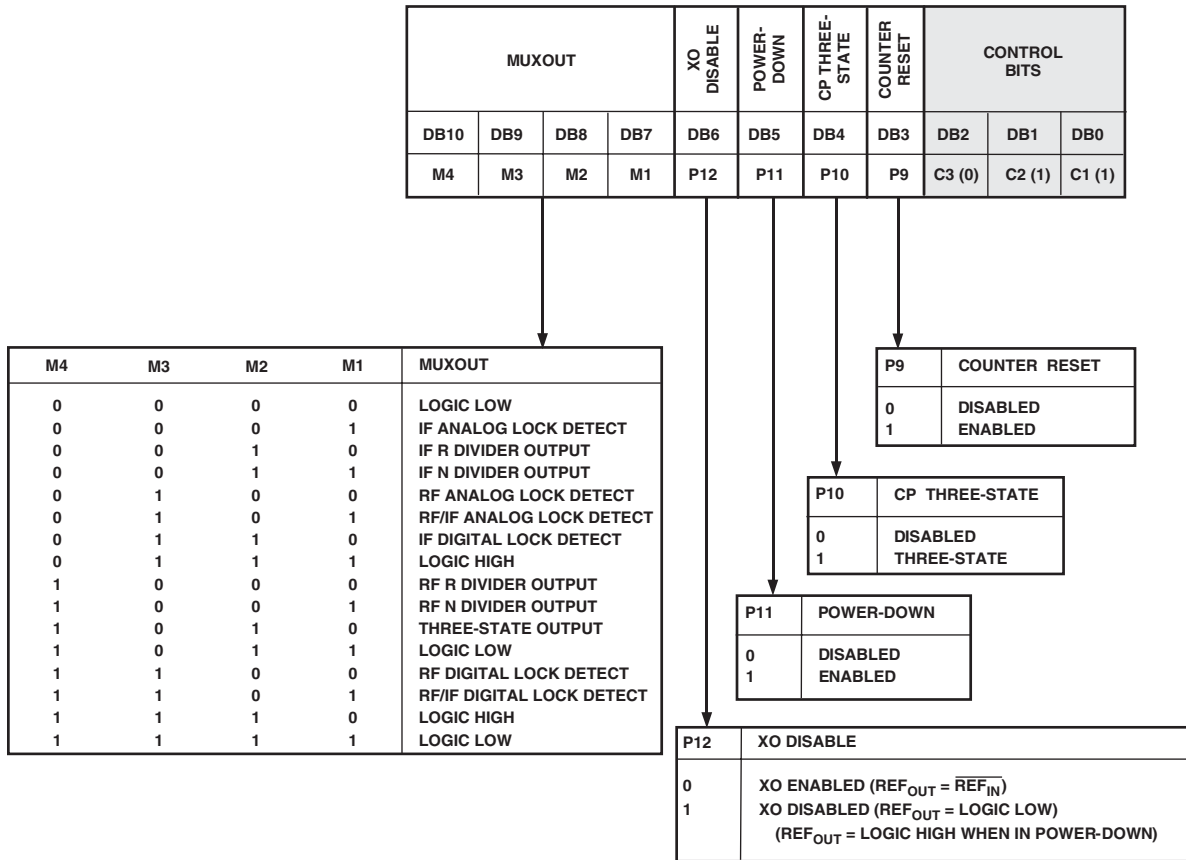 MUXOUT XO DISABLE POWER-DOWN CP THREE-STATE COUNTER RESET CONTROL BITS
DB10 DB9 DB8 DB7 DB6 DB5 DB4 DB3 DB2 DB1 DB0
M4 M3 M2 M1 P12 P11 P10 P9 C3 (0) C2 (1) C1 (1)
M4 M3 M2 M1 MUXOUT
0 0 0 0 LOGIC LOW
0 0 0 1 IF ANALOG LOCK DETECT
0 0 1 0 IF R DIVIDER OUTPUT
0 0 1 1 IF N DIVIDER OUTPUT
0 1 0 0 RF ANALOG LOCK DETECT
0 1 0 1 RF/IF ANALOG LOCK DETECT
0 1 1 0 IF DIGITAL LOCK DETECT
0 1 1 1 LOGIC HIGH
1 0 0 0 RF R DIVIDER OUTPUT
1 0 0 1 RF N DIVIDER OUTPUT
1 0 1 0 THREE-STATE OUTPUT
1 0 1 1 LOGIC LOW
1 1 0 0 RF DIGITAL LOCK DETECT
1 1 0 1 RF/IF DIGITAL LOCK DETECT
1 1 1 0 LOGIC HIGH
1 1 1 1 LOGIC LOW
P9 COUNTER RESET
0 DISABLED
1 ENABLED
P10 CP THREE-STATE
0 DISABLED
1 THREE-STATE
P11 POWER-DOWN
0 DISABLED
1 ENABLED
P12 XO DISABLE
0 XO ENABLED (REFOUT = REFIN)
1 XO DISABLED (REFOUT = LOGIC LOW)
(REFOUT = LOGIC HIGH WHEN IN POWER-DOWN)